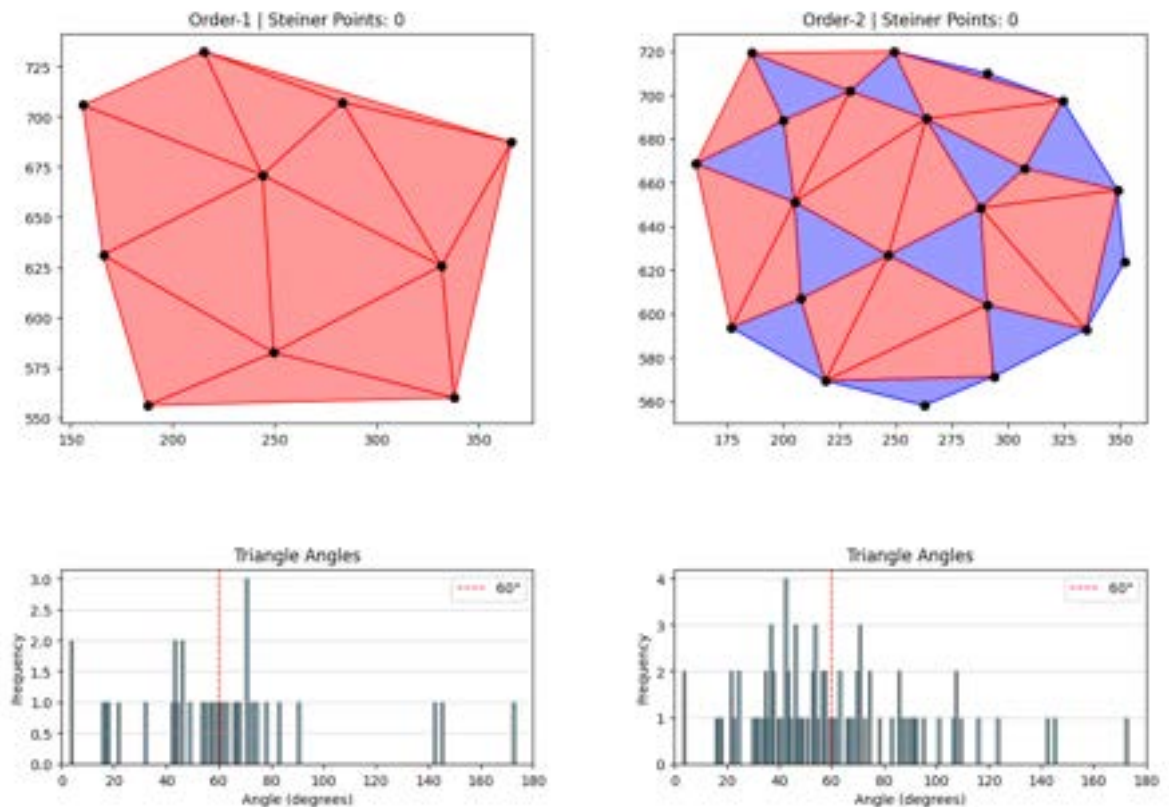 Order-1 | Steiner Points: 0
725
700
675
650
625
600
575
550
150 200 250 300 350
Order-2 | Steiner Points: 0
720
700
680
660
640
620
600
580
560
175 200 225 250 275 300 325 350
Triangle Angles
3.0
2.5
2.0
1.5
1.0
0.5
0.0
Frequency
60°
0 20 40 60 80 100 120 140 160 180
Angle (degrees)
Triangle Angles
4
3
2
1
0
Frequency
60°
0 20 40 60 80 100 120 140 160 180
Angle (degrees)